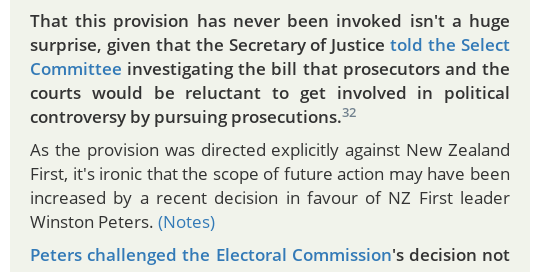 That this provision has never been invoked isn't a huge
surprise, given that the Secretary of Justice told the Select
Committee investigating the bill that prosecutors and the
courts would be reluctant to get involved in political
controversy by pursuing prosecutions.32
As the provision was directed explicitly against New Zealand
First, it's ironic that the scope of future action may have been
increased by a recent decision in favour of NZ First leader
Winston Peters. (Notes)
Peters challenged the Electoral Commission's decision not